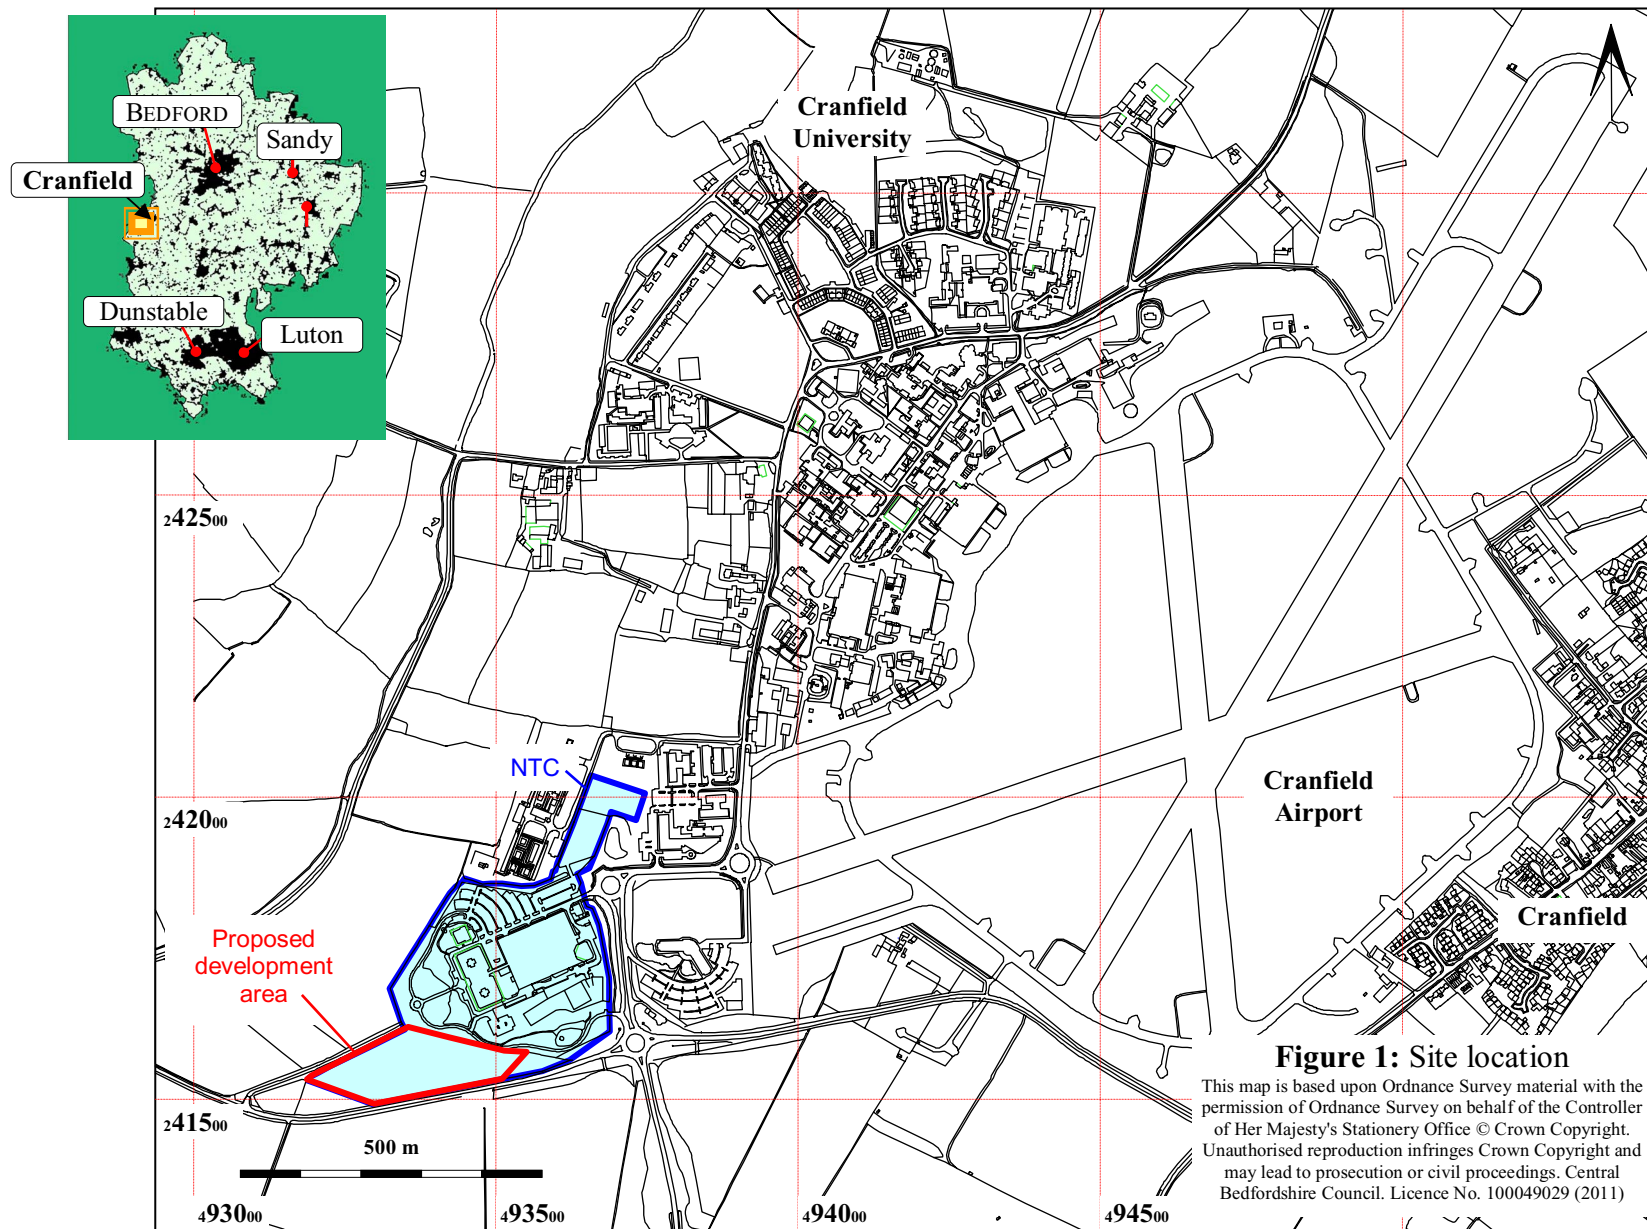 BEDFORD
Sandy
Cranfield
Dunstable
Luton
Cranfield
University
242500
NTC
242000
Cranfield
Airport
Cranfield
Proposed
development
area
241500
500 m
493000
493500
494000
494500
Figure 1: Site location
This map is based upon Ordnance Survey material with the
permission of Ordnance Survey on behalf of the Controller
of Her Majesty's Stationery Office © Crown Copyright.
Unauthorised reproduction infringes Crown Copyright and
may lead to prosecution or civil proceedings. Central
Bedfordshire Council. Licence No. 100049029 (2011)